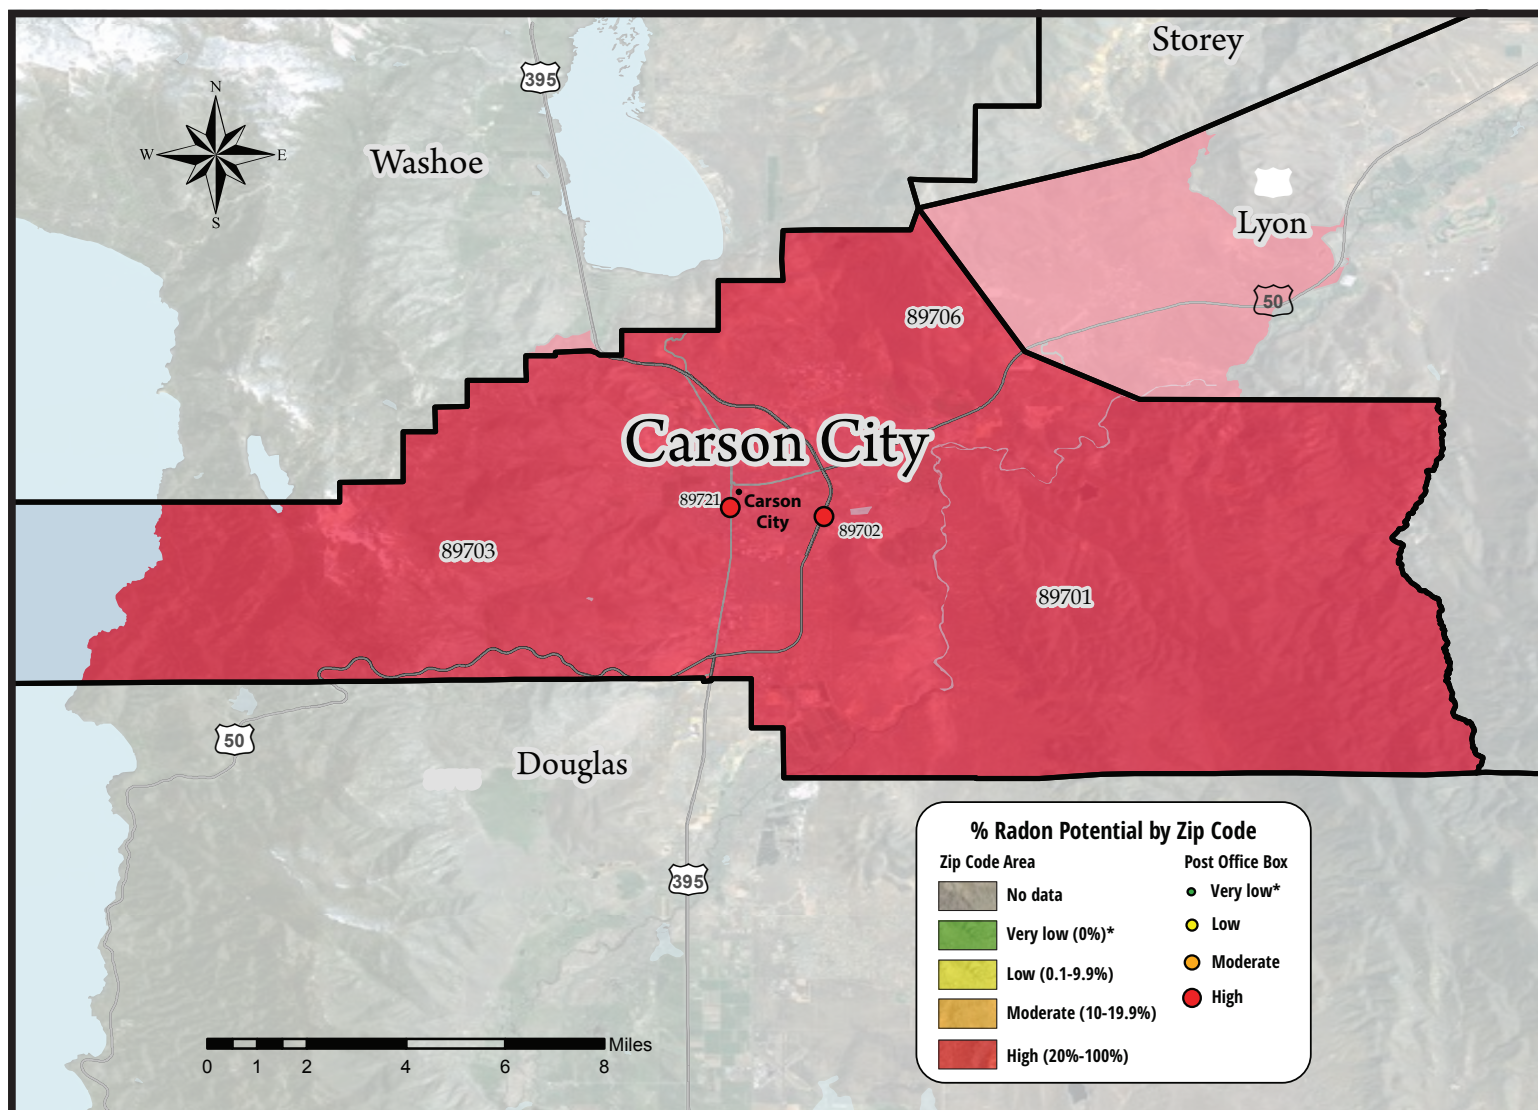 Storey
395
N
Washoe
W
E
S
Lyon
50
89706
Carson City
89721
Carson
City
89702
89703
89701
50
Douglas
395
% Radon Potential by Zip Code
Zip Code Area
Post Office Box
No data
Very low*
Very low (0%)*
Low
Low (0.1-9.9%)
Moderate
Moderate (10-19.9%)
High
High (20%-100%)
Miles
0 1 2 4 6 8